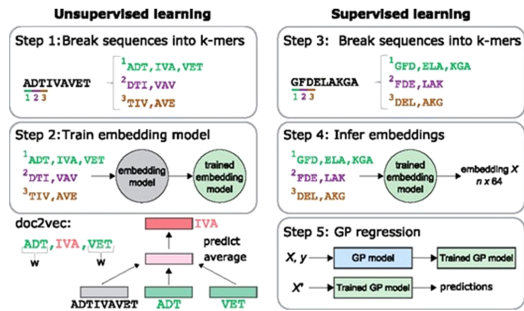 Unsupervised learning
Step 1:Break sequences into k-mers
ADTIVAVET
1 2 3
1ADT,IVA,VET
2DTI,VAV
3TIV,AVE
Step 2:Train embedding model
1ADT,IVA,VET
2DTI,VAV
3TIV,AVE
embedding model
trained embedding model
doc2vec:
ADT,IVA,VET
w w
IVA
predict
average
ADTIVAVET
ADT
VET
Supervised learning
Step 3: Break sequences into k-mers
GFDELAKGA
1 2 3
1GFD,ELA,KGA
2FDE,LAK
3DEL,AKG
Step 4: Infer embeddings
1GFD,ELA,KGA
2FDE,LAK
3DEL,AKG
trained embedding model
embedding X
n x 64
Step 5: GP regression
X, y
GP model
Trained GP model
X*
Trained GP model
predictions